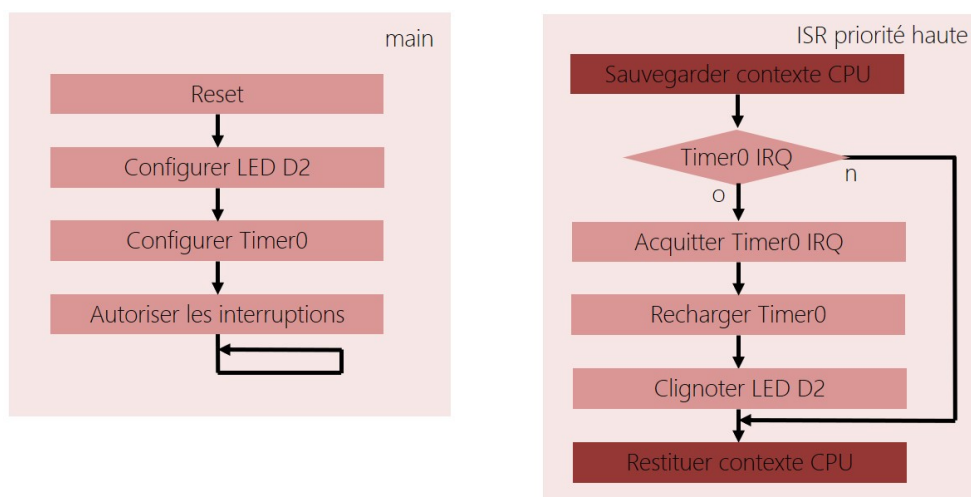 main
Reset
Configurer LED D2
Configurer Timer0
Autoriser les interruptions
ISR priorité haute
Sauvegarder contexte CPU
Timer0 IRQ
n
o
Acquitter Timer0 IRQ
Recharger Timer0
Clignoter LED D2
Restituer contexte CPU